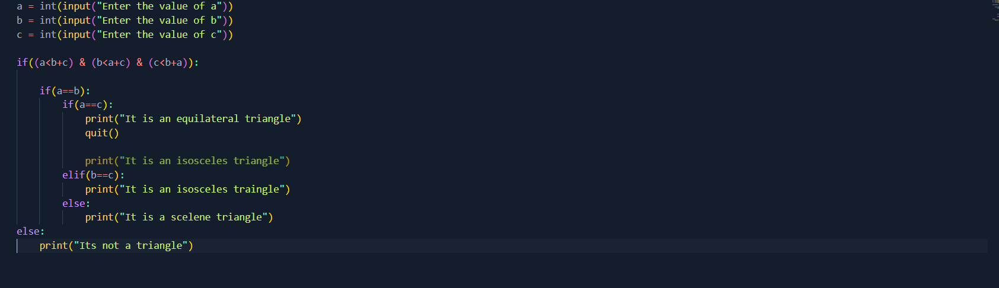 a = int(input("Enter the value of a"))
b = int(input("Enter the value of b"))
c = int(input("Enter the value of c"))
if((a<b+c) & (b<a+c) & (c<b+a)):
if(a==b):
if(a==c):
print("It is an equilateral triangle")
quit()
print("It is an isosceles triangle")
elif(b==c):
print("It is an isosceles traingle")
else:
print("It is a scelene triangle")
else:
print("Its not a triangle")